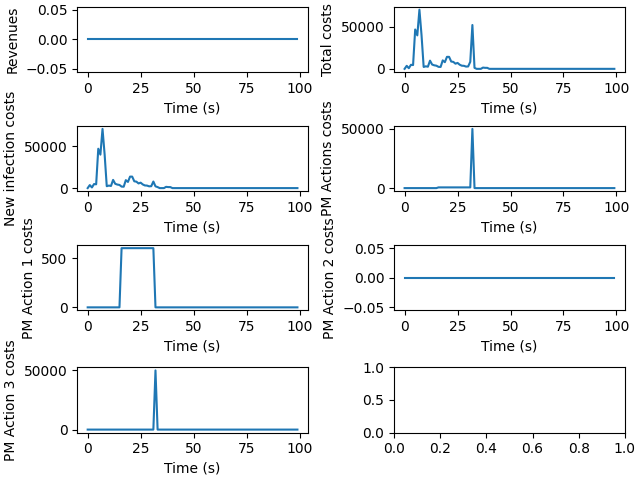 Revenues
0.05
0.00
−0.05
0 25 50 75 100
Time (s)
Total costs
50000
0
0 25 50 75 100
Time (s)
New infection costs
50000
0
0 25 50 75 100
Time (s)
PM Actions costs
50000
0
0 25 50 75 100
Time (s)
PM Action 1 costs
500
0
0 25 50 75 100
Time (s)
PM Action 2 costs
0.05
0.00
−0.05
0 25 50 75 100
Time (s)
PM Action 3 costs
50000
0
0 25 50 75 100
Time (s)
1.0
0.5
0.0
0.0 0.2 0.4 0.6 0.8 1.0